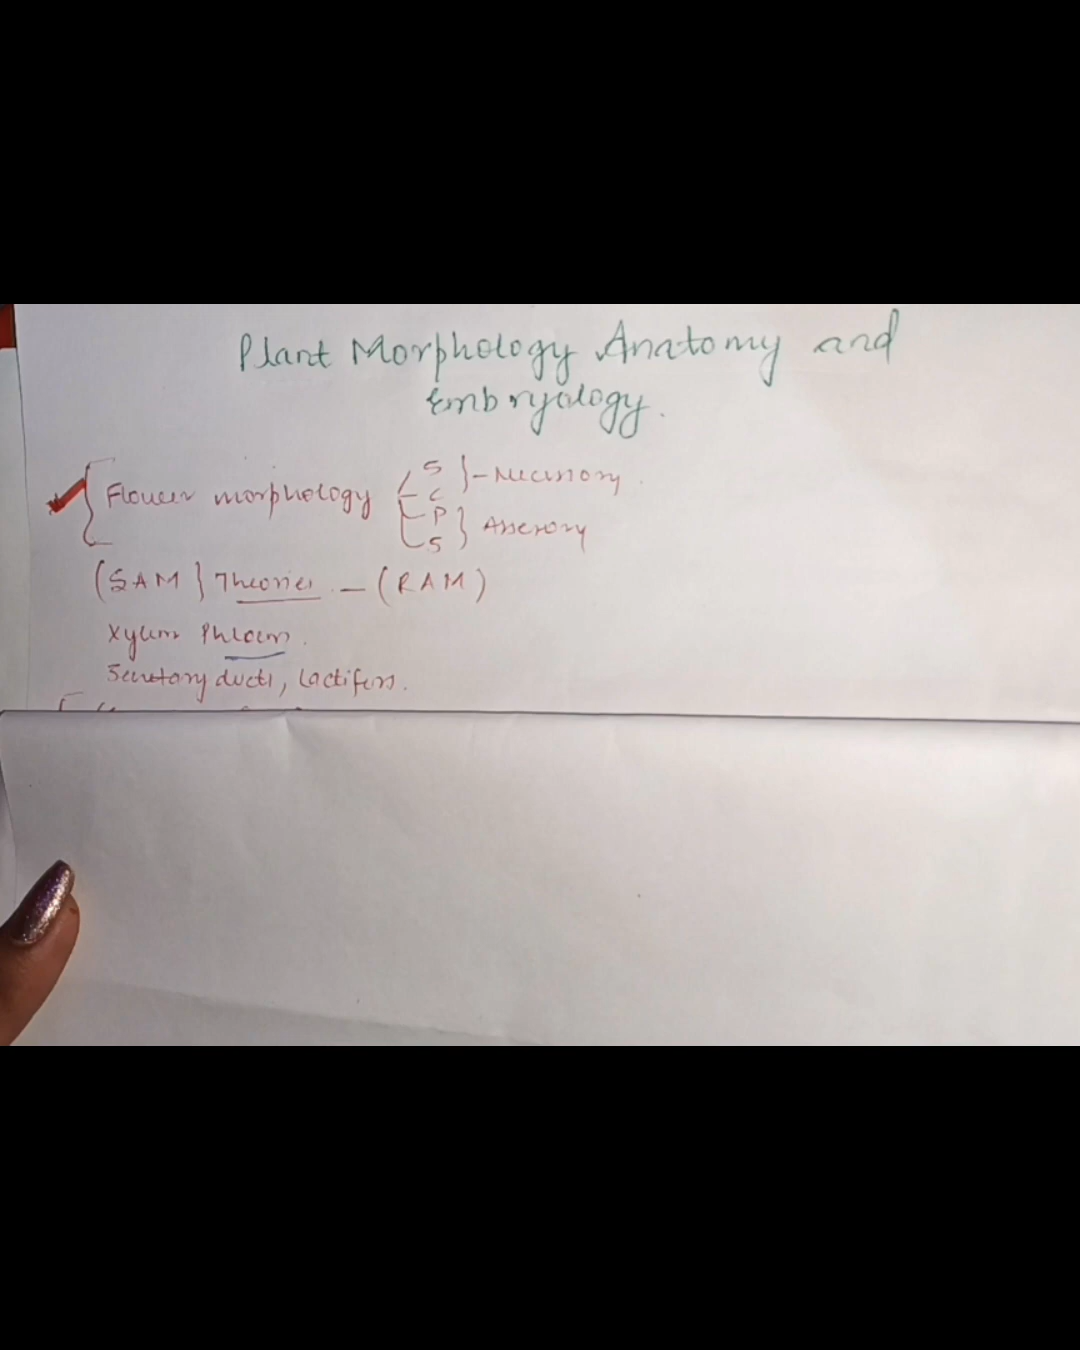 Plant Morphology Anatomy and
Embryology.
Flower morphology
S
C
- Necessory
P
S
Assesory
(SAM) Theories - (RAM)
Xylem Phloem.
Secretory ducts, Lactifers.